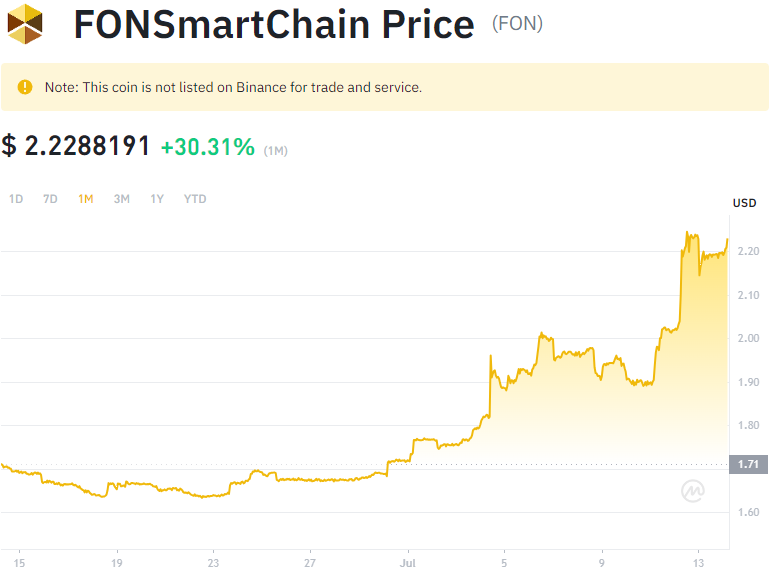 FONSmartChain Price (FON)
Note: This coin is not listed on Binance for trade and service.
$ 2.2288191 +30.31% (1M)
1D 7D 1M 3M 1Y YTD
USD
2.20
2.10
2.00
1.90
1.80
1.71
1.60
15 19 23 27 Jul 5 9 13